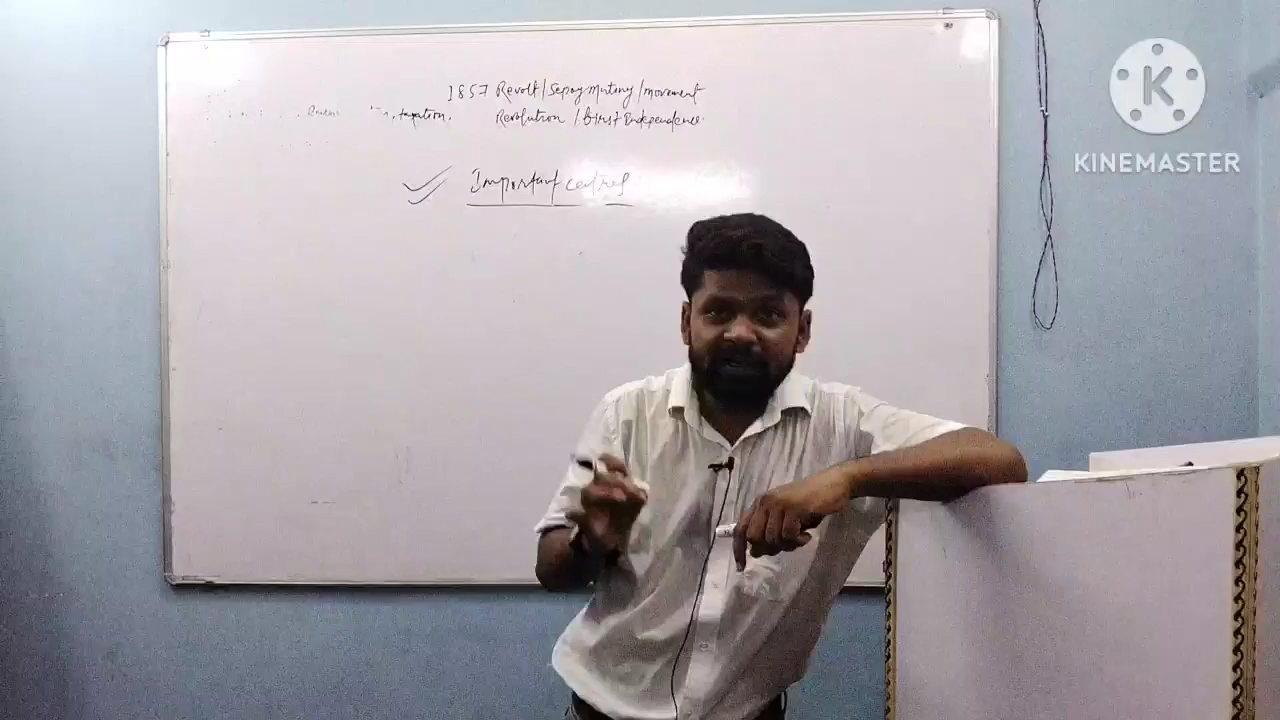 1857 Revolt/Sepoy mutiny/movement
taxation. Revolution / First Independence.
Important centres
K
KINEMASTER